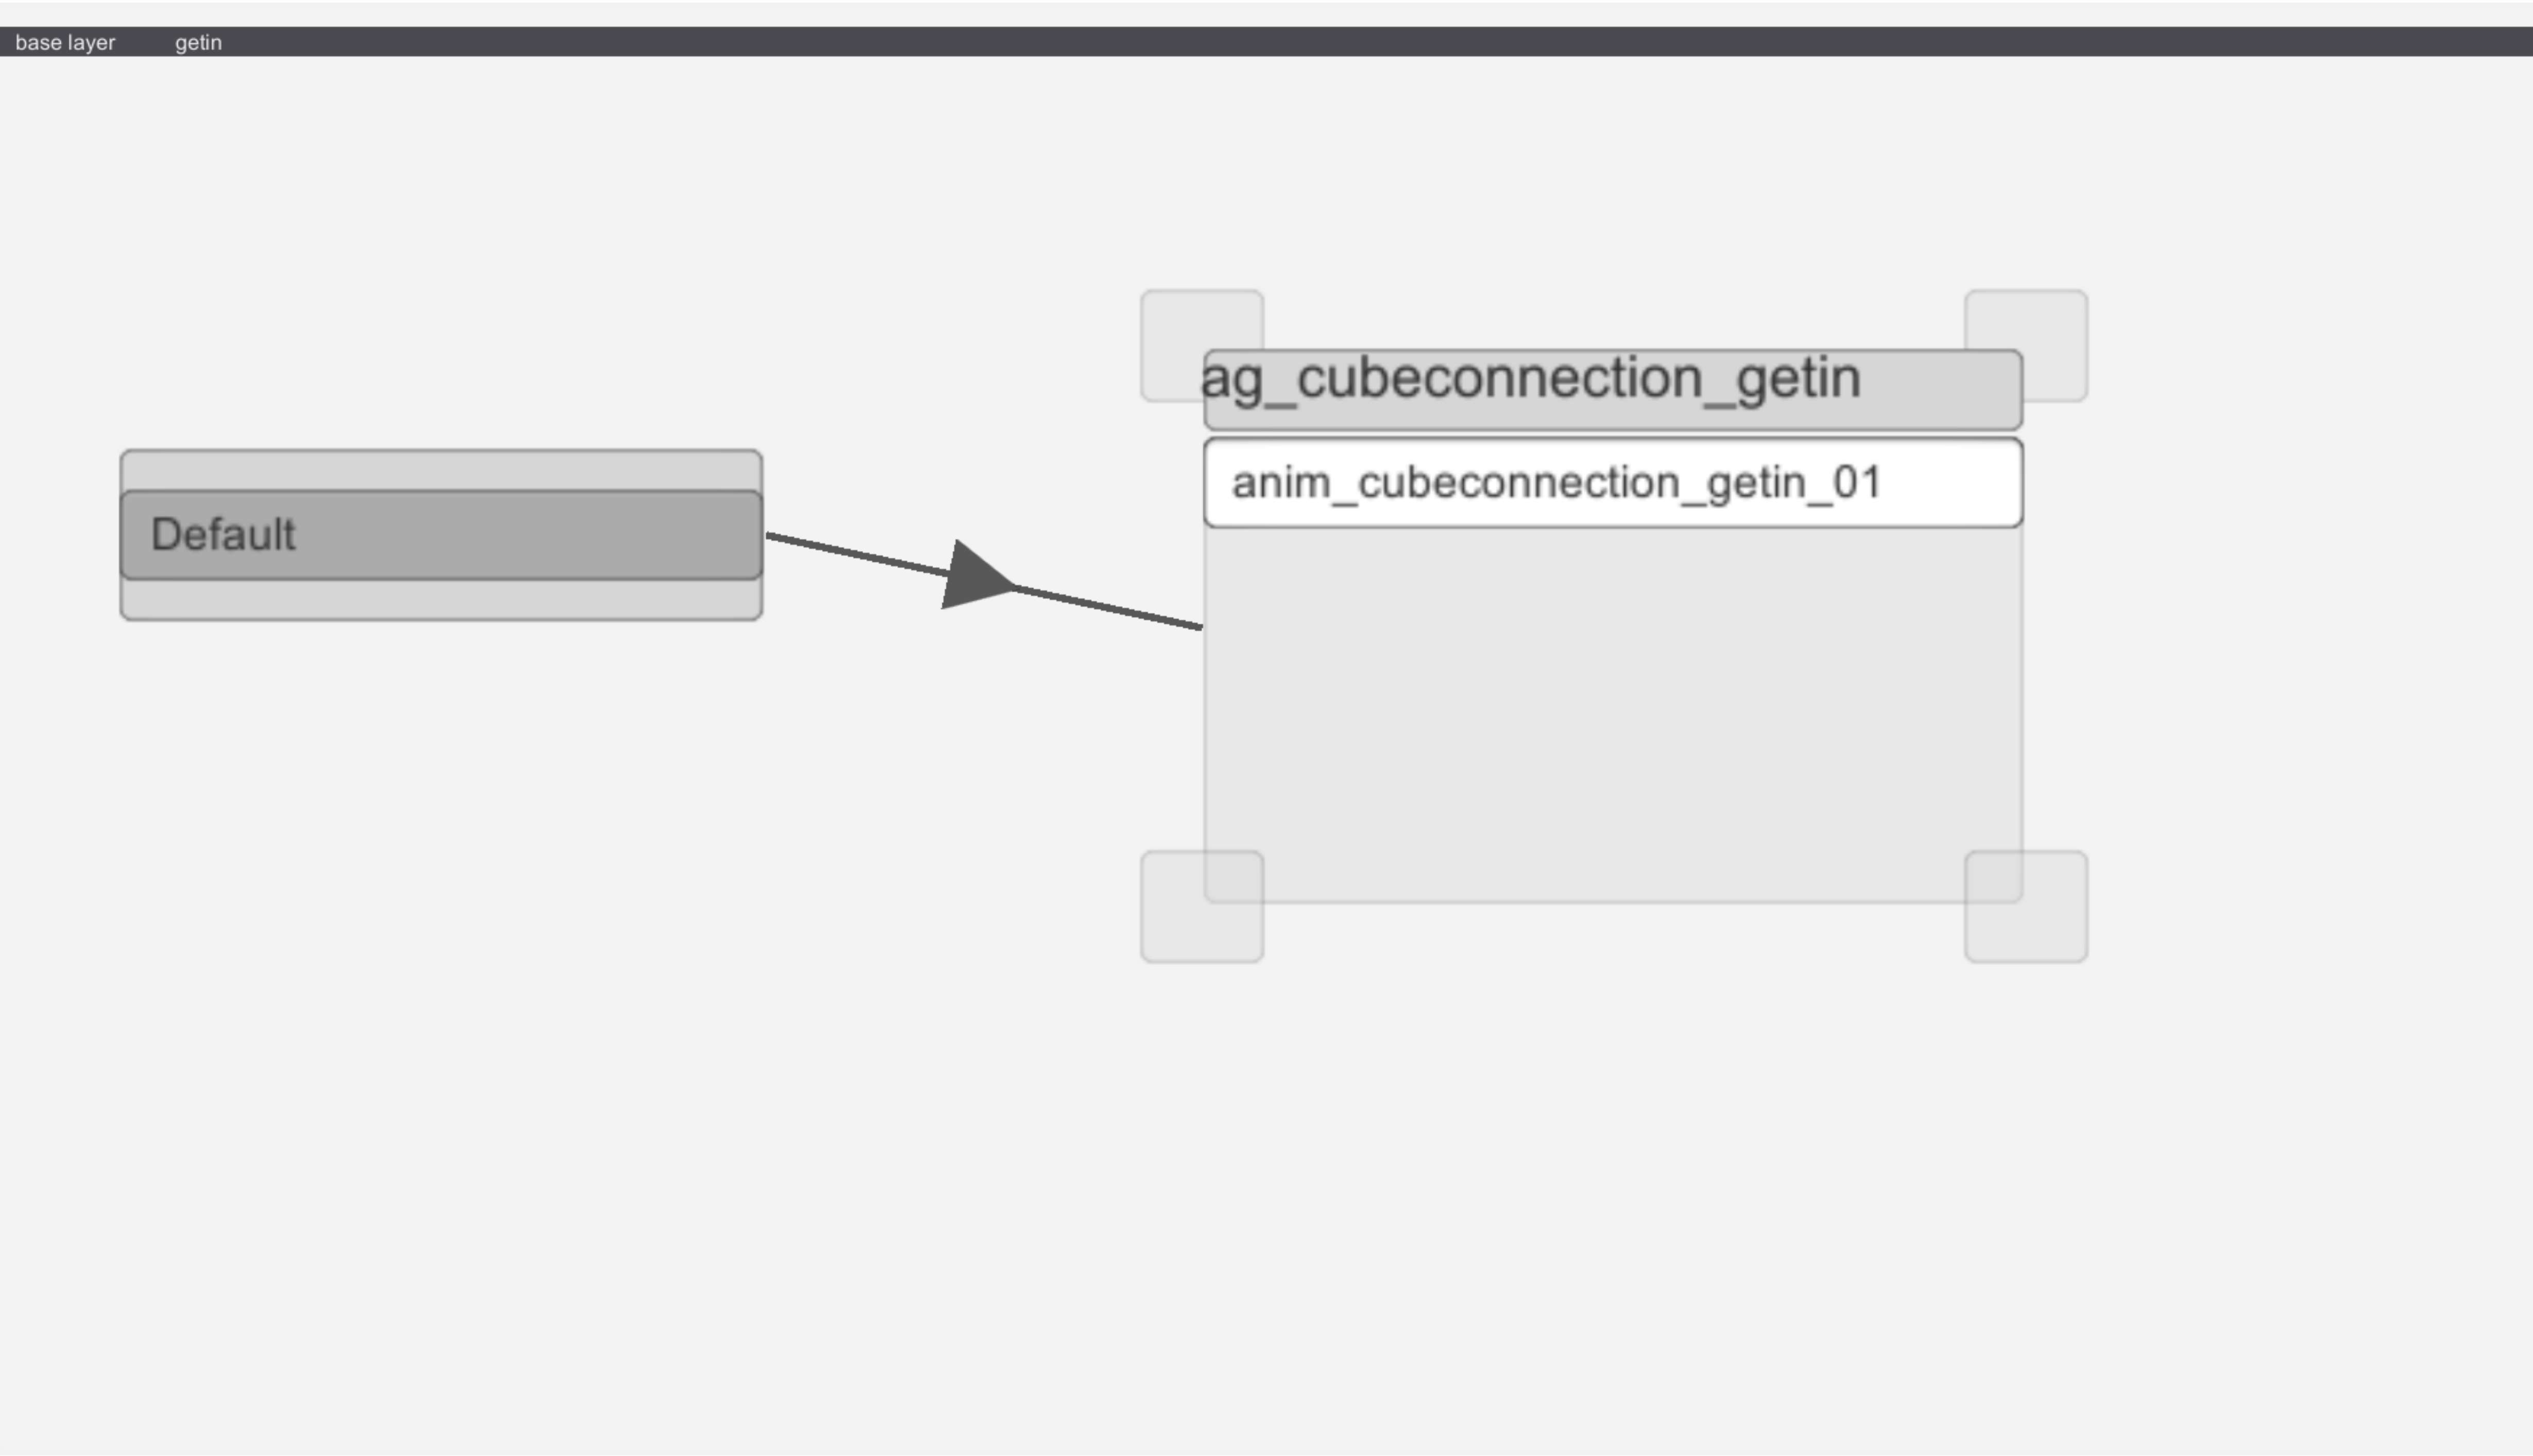 base layer getin
ag_cubeconnection_getin
anim_cubeconnection_getin_01
Default